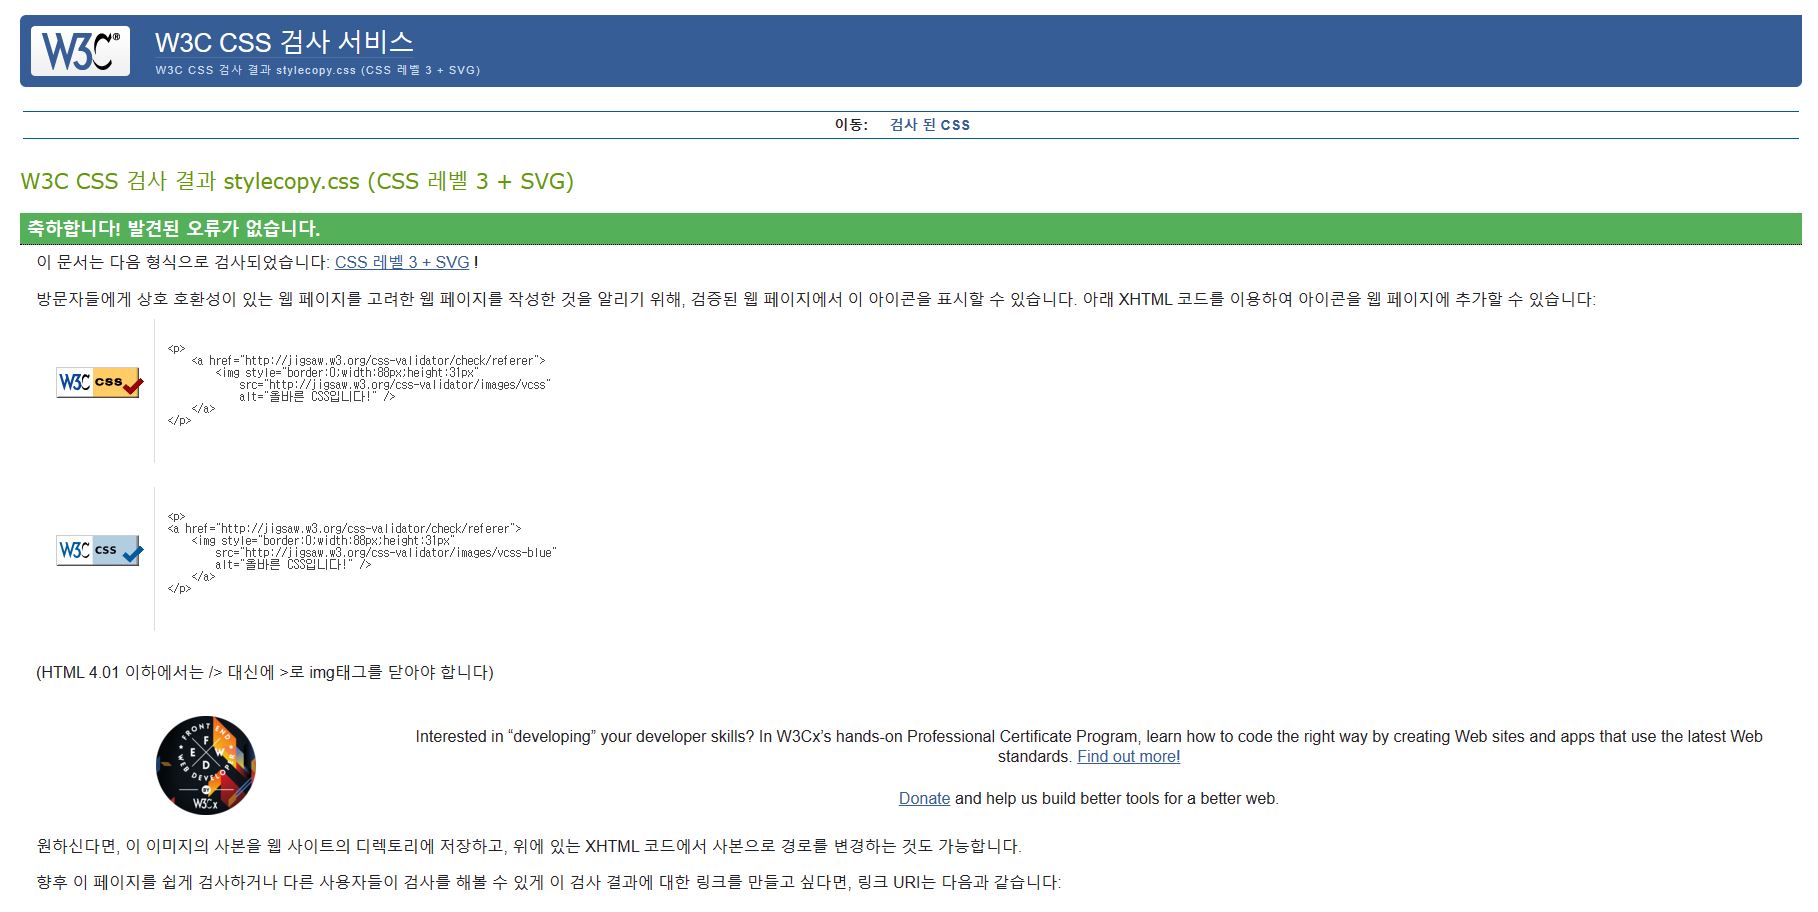 W3C®
W3C CSS 검사 서비스
W3C CSS 검사 결과 stylecopy.css (CSS 레벨 3 + SVG)
이동: 검사 된 CSS
W3C CSS 검사 결과 stylecopy.css (CSS 레벨 3 + SVG)
축하합니다! 발견된 오류가 없습니다.
이 문서는 다음 형식으로 검사되었습니다: CSS 레벨 3 + SVG !
방문자들에게 상호 호환성이 있는 웹 페이지를 고려한 웹 페이지를 작성한 것을 알리기 위해, 검증된 웹 페이지에서 이 아이콘을 표시할 수 있습니다. 아래 XHTML 코드를 이용하여 아이콘을 웹 페이지에 추가할 수 있습니다:
W3C css
<p>
<a href="http://jigsaw.w3.org/css-validator/check/referer">
<img style="border:0;width:88px;height:31px"
src="http://jigsaw.w3.org/css-validator/images/vcss"
alt="올바른 CSS입니다!" />
</a>
</p>
W3C css
<p>
<a href="http://jigsaw.w3.org/css-validator/check/referer">
<img style="border:0;width:88px;height:31px"
src="http://jigsaw.w3.org/css-validator/images/vcss-blue"
alt="올바른 CSS입니다!" />
</a>
</p>
(HTML 4.01 이하에서는 /> 대신에 >로 img태그를 닫아야 합니다)
FRONT END
F
E W
D
WEB DEVELOPER
BY
W3Cx
Interested in “developing” your developer skills? In W3Cx’s hands-on Professional Certificate Program, learn how to code the right way by creating Web sites and apps that use the latest Web
standards. Find out more!
Donate and help us build better tools for a better web.
원하신다면, 이 이미지의 사본을 웹 사이트의 디렉토리에 저장하고, 위에 있는 XHTML 코드에서 사본으로 경로를 변경하는 것도 가능합니다.
향후 이 페이지를 쉽게 검사하거나 다른 사용자들이 검사를 해볼 수 있게 이 검사 결과에 대한 링크를 만들고 싶다면, 링크 URI는 다음과 같습니다: